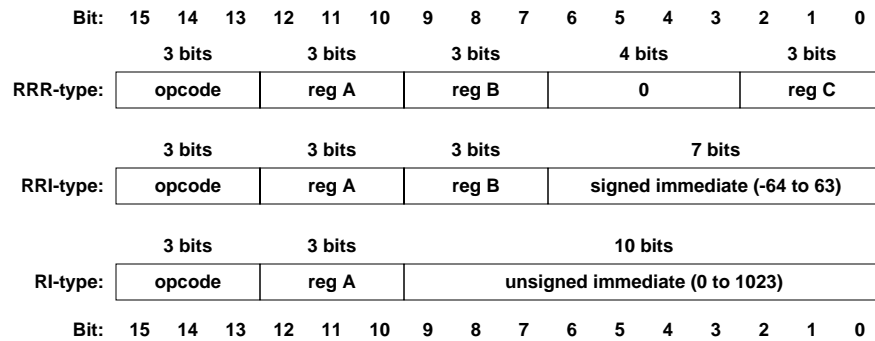 Bit: 15 14 13 12 11 10 9 8 7 6 5 4 3 2 1 0
3 bits 3 bits 3 bits 4 bits 3 bits
RRR-type: opcode reg A reg B 0 reg C
3 bits 3 bits 3 bits 7 bits
RRI-type: opcode reg A reg B signed immediate (-64 to 63)
3 bits 3 bits 10 bits
RI-type: opcode reg A unsigned immediate (0 to 1023)
Bit: 15 14 13 12 11 10 9 8 7 6 5 4 3 2 1 0